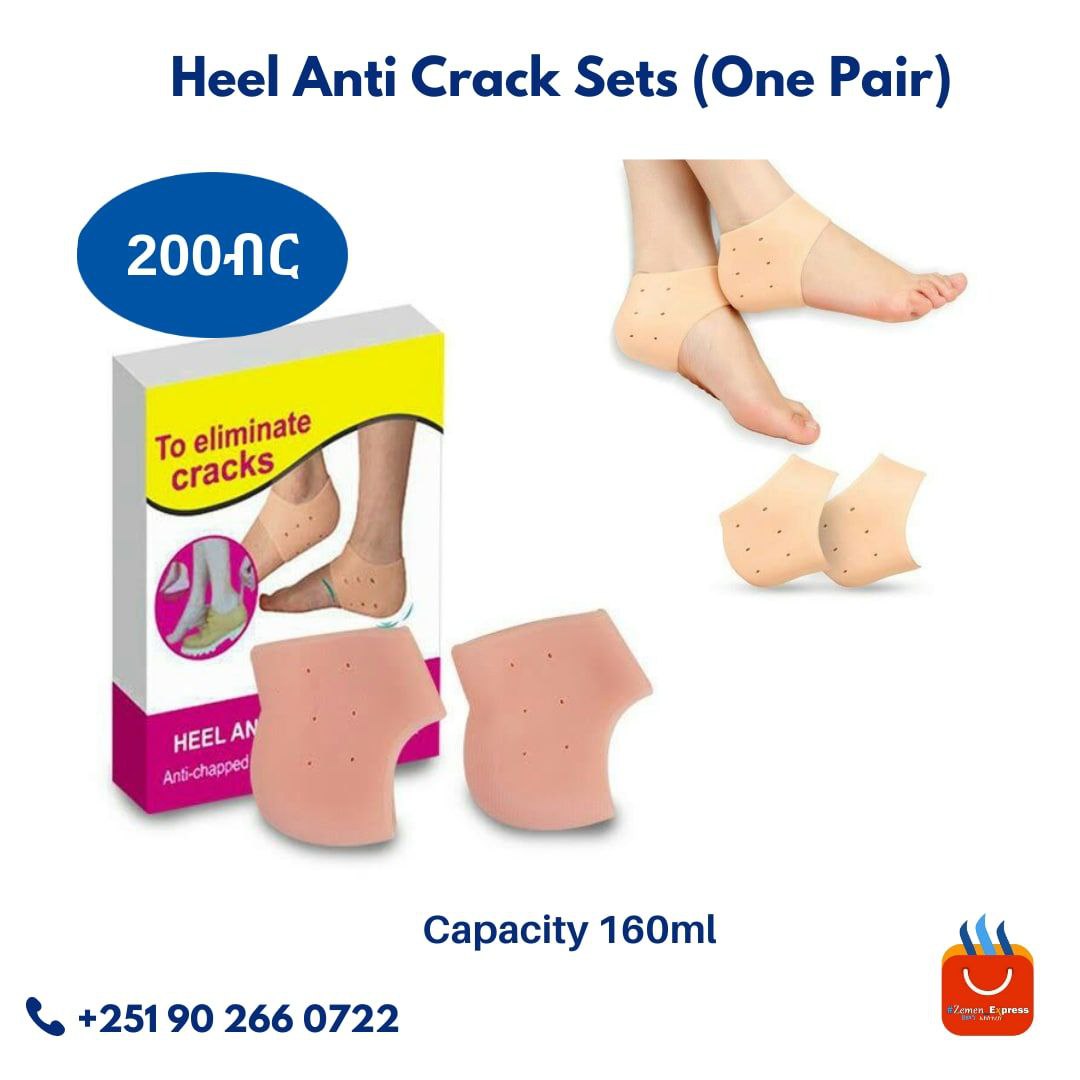 Heel Anti Crack Sets (One Pair)
200ብር
To eliminate
cracks
HEEL AN
Anti-chapped
Capacity 160ml
+251 90 266 0722
#Zemen Express
ዘመን